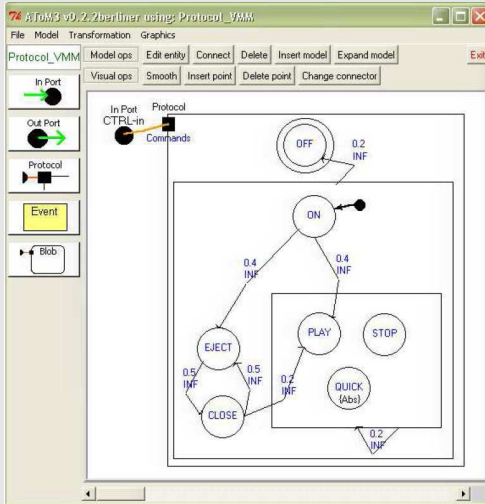 76 AToM3 v0.2.2berliner using: Protocol_VMM
File Model Transformation Graphics
Protocol_VMM
Model ops Edit entity Connect Delete Insert model Expand model Exit
Visual ops Smooth Insert point Delete point Change connector
In Port
Out Port
Protocol
Event
Blob
In Port
CTRL-in
Protocol
Commands
OFF
0.2
INF
ON
0.4
INF
0.4
INF
EJECT
PLAY
STOP
0.5
INF
0.5
INF
0.2
INF
QUICK
{Abs}
CLOSE
0.2
INF